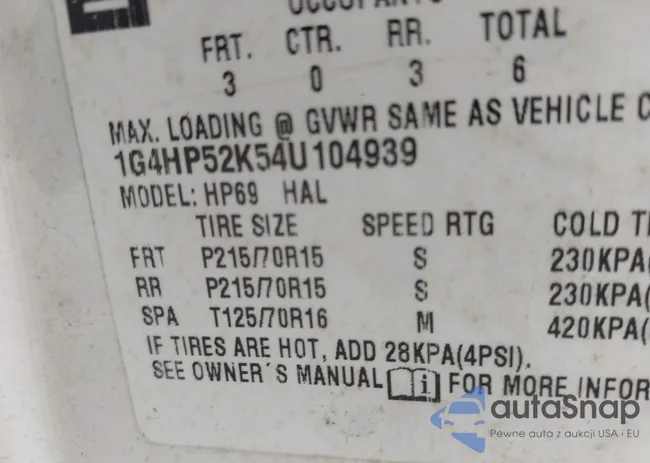 FRT. CTR. RR. TOTAL
3 0 3 6
MAX. LOADING @ GVWR SAME AS VEHICLE C
1G4HP52K54U104939
MODEL: HP69 HAL
TIRE SIZE SPEED RTG COLD TI
FRT P215/70R15 S 230KPA(
RR P215/70R15 S 230KPA(
SPA T125/70R16 M 420KPA(
IF TIRES ARE HOT, ADD 28KPA(4PSI).
SEE OWNER'S MANUAL i FOR MORE INFOR
autaSnap
Pewne auta z aukcji USA i EU